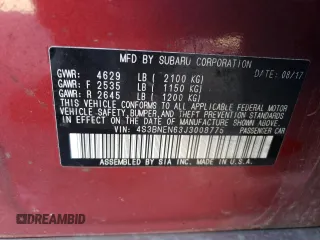 MFD BY SUBARU CORPORATION
GVWR: 4629 LB ( 2100 KG) DATE: 08/17
GAWR F 2535 LB ( 1150 KG)
GAWR R 2645 LB ( 1200 KG)
THIS VEHICLE CONFORMS TO ALL APPLICABLE FEDERAL MOTOR
VEHICLE SAFETY, BUMPER, AND THEFT PREVENTION STANDARDS
IN EFFECT ON THE DATE OF MANUFACTURE SHOWN ABOVE.
VIN: 4S3BNEN63J3008775 PASSENGER CAR
ASSEMBLED BY SIA INC. MADE IN U.S.A.